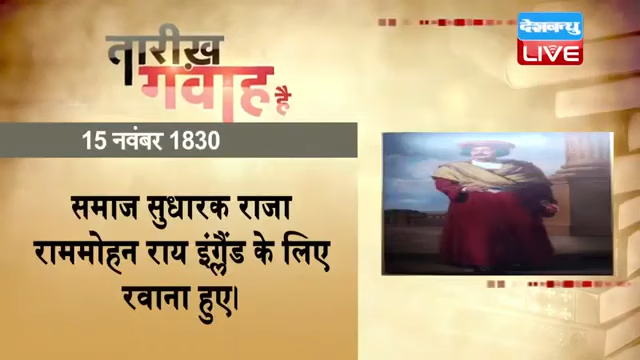 तारीख
गवाह है
देशबन्धु
LIVE
15 नवंबर 1830
समाज सुधारक राजा
राममोहन राय इंग्लैंड के लिए
रवाना हुए।